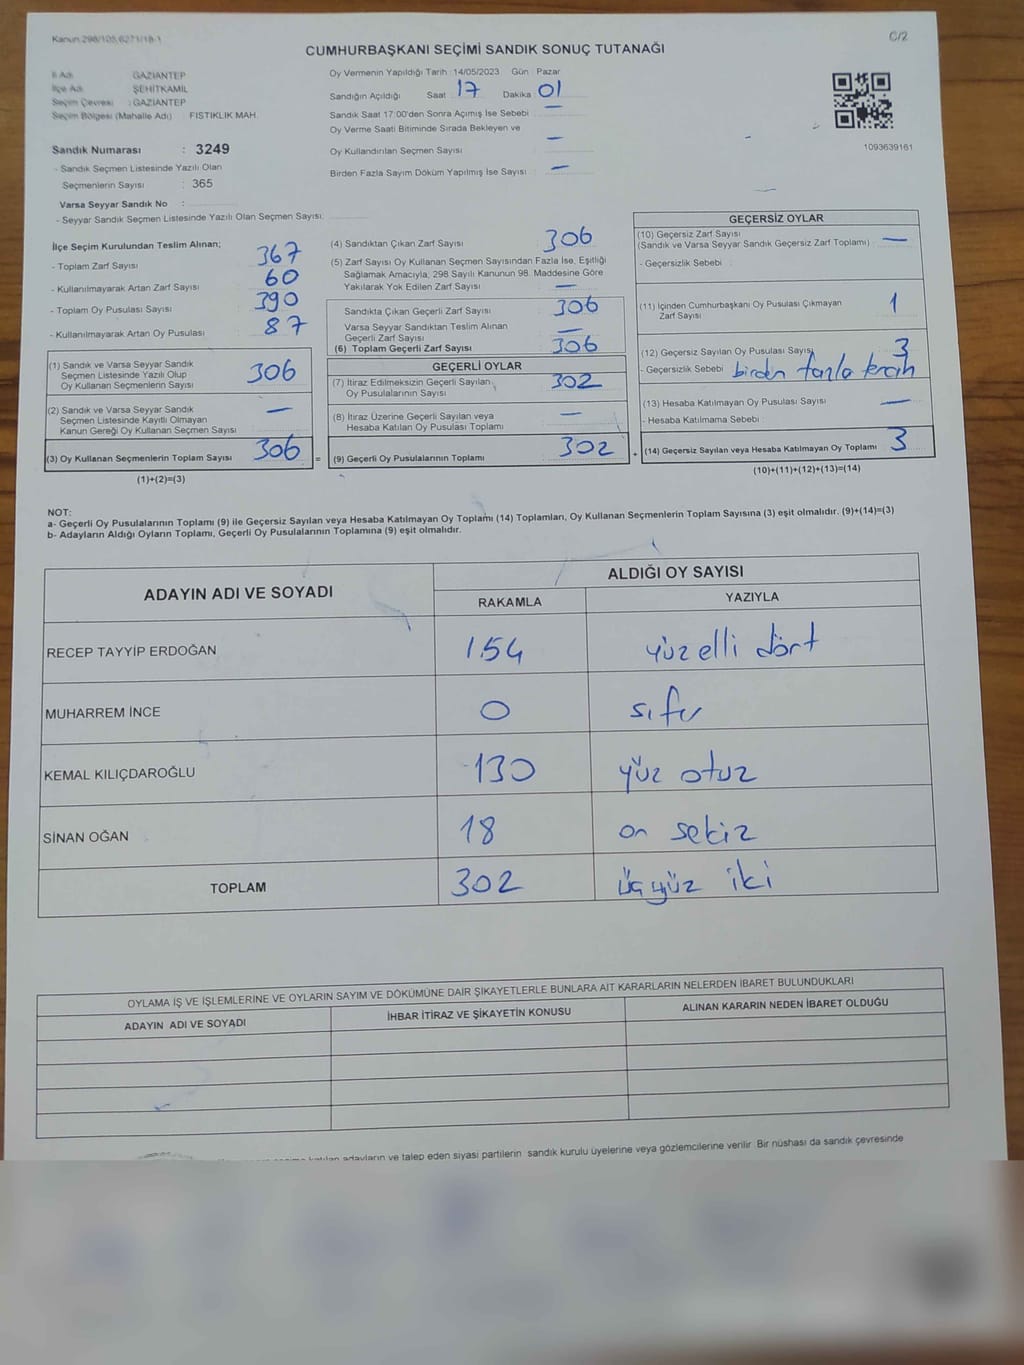 Kanun 298/105,6271/18-1
C/2
CUMHURBAŞKANI SEÇİMİ SANDIK SONUÇ TUTANAĞI
İl Adı GAZİANTEP
İlçe Adı ŞEHİTKAMİL
Seçim Çevresi : GAZİANTEP
Seçim Bölgesi (Mahalle Adı) FISTIKLIK MAH.
Sandık Numarası : 3249
- Sandık Seçmen Listesinde Yazılı Olan
Seçmenlerin Sayısı : 365
Varsa Seyyar Sandık No :
- Seyyar Sandık Seçmen Listesinde Yazılı Olan Seçmen Sayısı:
Oy Vermenin Yapıldığı Tarih : 14/05/2023 Gün : Pazar
Sandığın Açıldığı Saat 17 Dakika 01
Sandık Saat 17:00'den Sonra Açımış İse Sebebi : —
Oy Verme Saati Bitiminde Sırada Bekleyen ve
Oy Kullandırılan Seçmen Sayısı : —
Birden Fazla Sayım Döküm Yapılmış İse Sayısı : —
1093639161
İlçe Seçim Kurulundan Teslim Alınan;
- Toplam Zarf Sayısı 367
- Kullanılmayarak Artan Zarf Sayısı 60
- Toplam Oy Pusulası Sayısı 390
- Kullanılmayarak Artan Oy Pusulası 87
(1) Sandık ve Varsa Seyyar Sandık
Seçmen Listesinde Yazılı Olup
Oy Kullanan Seçmenlerin Sayısı 306
(2) Sandık ve Varsa Seyyar Sandık
Seçmen Listesinde Kayıtlı Olmayan
Kanun Gereği Oy Kullanan Seçmen Sayısı —
(3) Oy Kullanan Seçmenlerin Toplam Sayısı 306 =
(1)+(2)=(3)
(4) Sandıktan Çıkan Zarf Sayısı 306
(5) Zarf Sayısı Oy Kullanan Seçmen Sayısından Fazla İse, Eşitliği
Sağlamak Amacıyla; 298 Sayılı Kanunun 98. Maddesine Göre
Yakılarak Yok Edilen Zarf Sayısı : —
Sandıkta Çıkan Geçerli Zarf Sayısı 306
Varsa Seyyar Sandıktan Teslim Alınan
Geçerli Zarf Sayısı —
(6) Toplam Geçerli Zarf Sayısı 306
GEÇERLİ OYLAR
(7) İtiraz Edilmeksizin Geçerli Sayılan
Oy Pusulalarının Sayısı 302
(8) İtiraz Üzerine Geçerli Sayılan veya
Hesaba Katılan Oy Pusulası Toplamı —
(9) Geçerli Oy Pusulalarının Toplamı 302 +
GEÇERSİZ OYLAR
(10) Geçersiz Zarf Sayısı
(Sandık ve Varsa Seyyar Sandık Geçersiz Zarf Toplamı) : —
- Geçersizlik Sebebi :
(11) İçinden Cumhurbaşkanı Oy Pusulası Çıkmayan
Zarf Sayısı 1
(12) Geçersiz Sayılan Oy Pusulası Sayısı 3
- Geçersizlik Sebebi birden fazla tercih
(13) Hesaba Katılmayan Oy Pusulası Sayısı —
- Hesaba Katılmama Sebebi :
(14) Geçersiz Sayılan veya Hesaba Katılmayan Oy Toplamı 3
(10)+(11)+(12)+(13)=(14)
NOT:
a- Geçerli Oy Pusulalarının Toplamı (9) ile Geçersiz Sayılan veya Hesaba Katılmayan Oy Toplamı (14) Toplamları, Oy Kullanan Seçmenlerin Toplam Sayısına (3) eşit olmalıdır. (9)+(14)=(3)
b- Adayların Aldığı Oyların Toplamı, Geçerli Oy Pusulalarının Toplamına (9) eşit olmalıdır.
ADAYIN ADI VE SOYADI ALDIĞI OY SAYISI
RAKAMLA YAZIYLA
RECEP TAYYİP ERDOĞAN 154 yüz elli dört
MUHARREM İNCE 0 sıfır
KEMAL KILIÇDAROĞLU 130 yüz otuz
SİNAN OĞAN 18 on sekiz
TOPLAM 302 üçyüz iki
OYLAMA İŞ VE İŞLEMLERİNE VE OYLARIN SAYIM VE DÖKÜMÜNE DAİR ŞİKAYETLERLE BUNLARA AİT KARARLARIN NELERDEN İBARET BULUNDUKLARI
ADAYIN ADI VE SOYADI İHBAR İTİRAZ VE ŞİKAYETİN KONUSU ALINAN KARARIN NEDEN İBARET OLDUĞU
katılan adayların ve talep eden siyasi partilerin sandık kurulu üyelerine veya gözlemcilerine verilir. Bir nüshası da sandık çevresinde